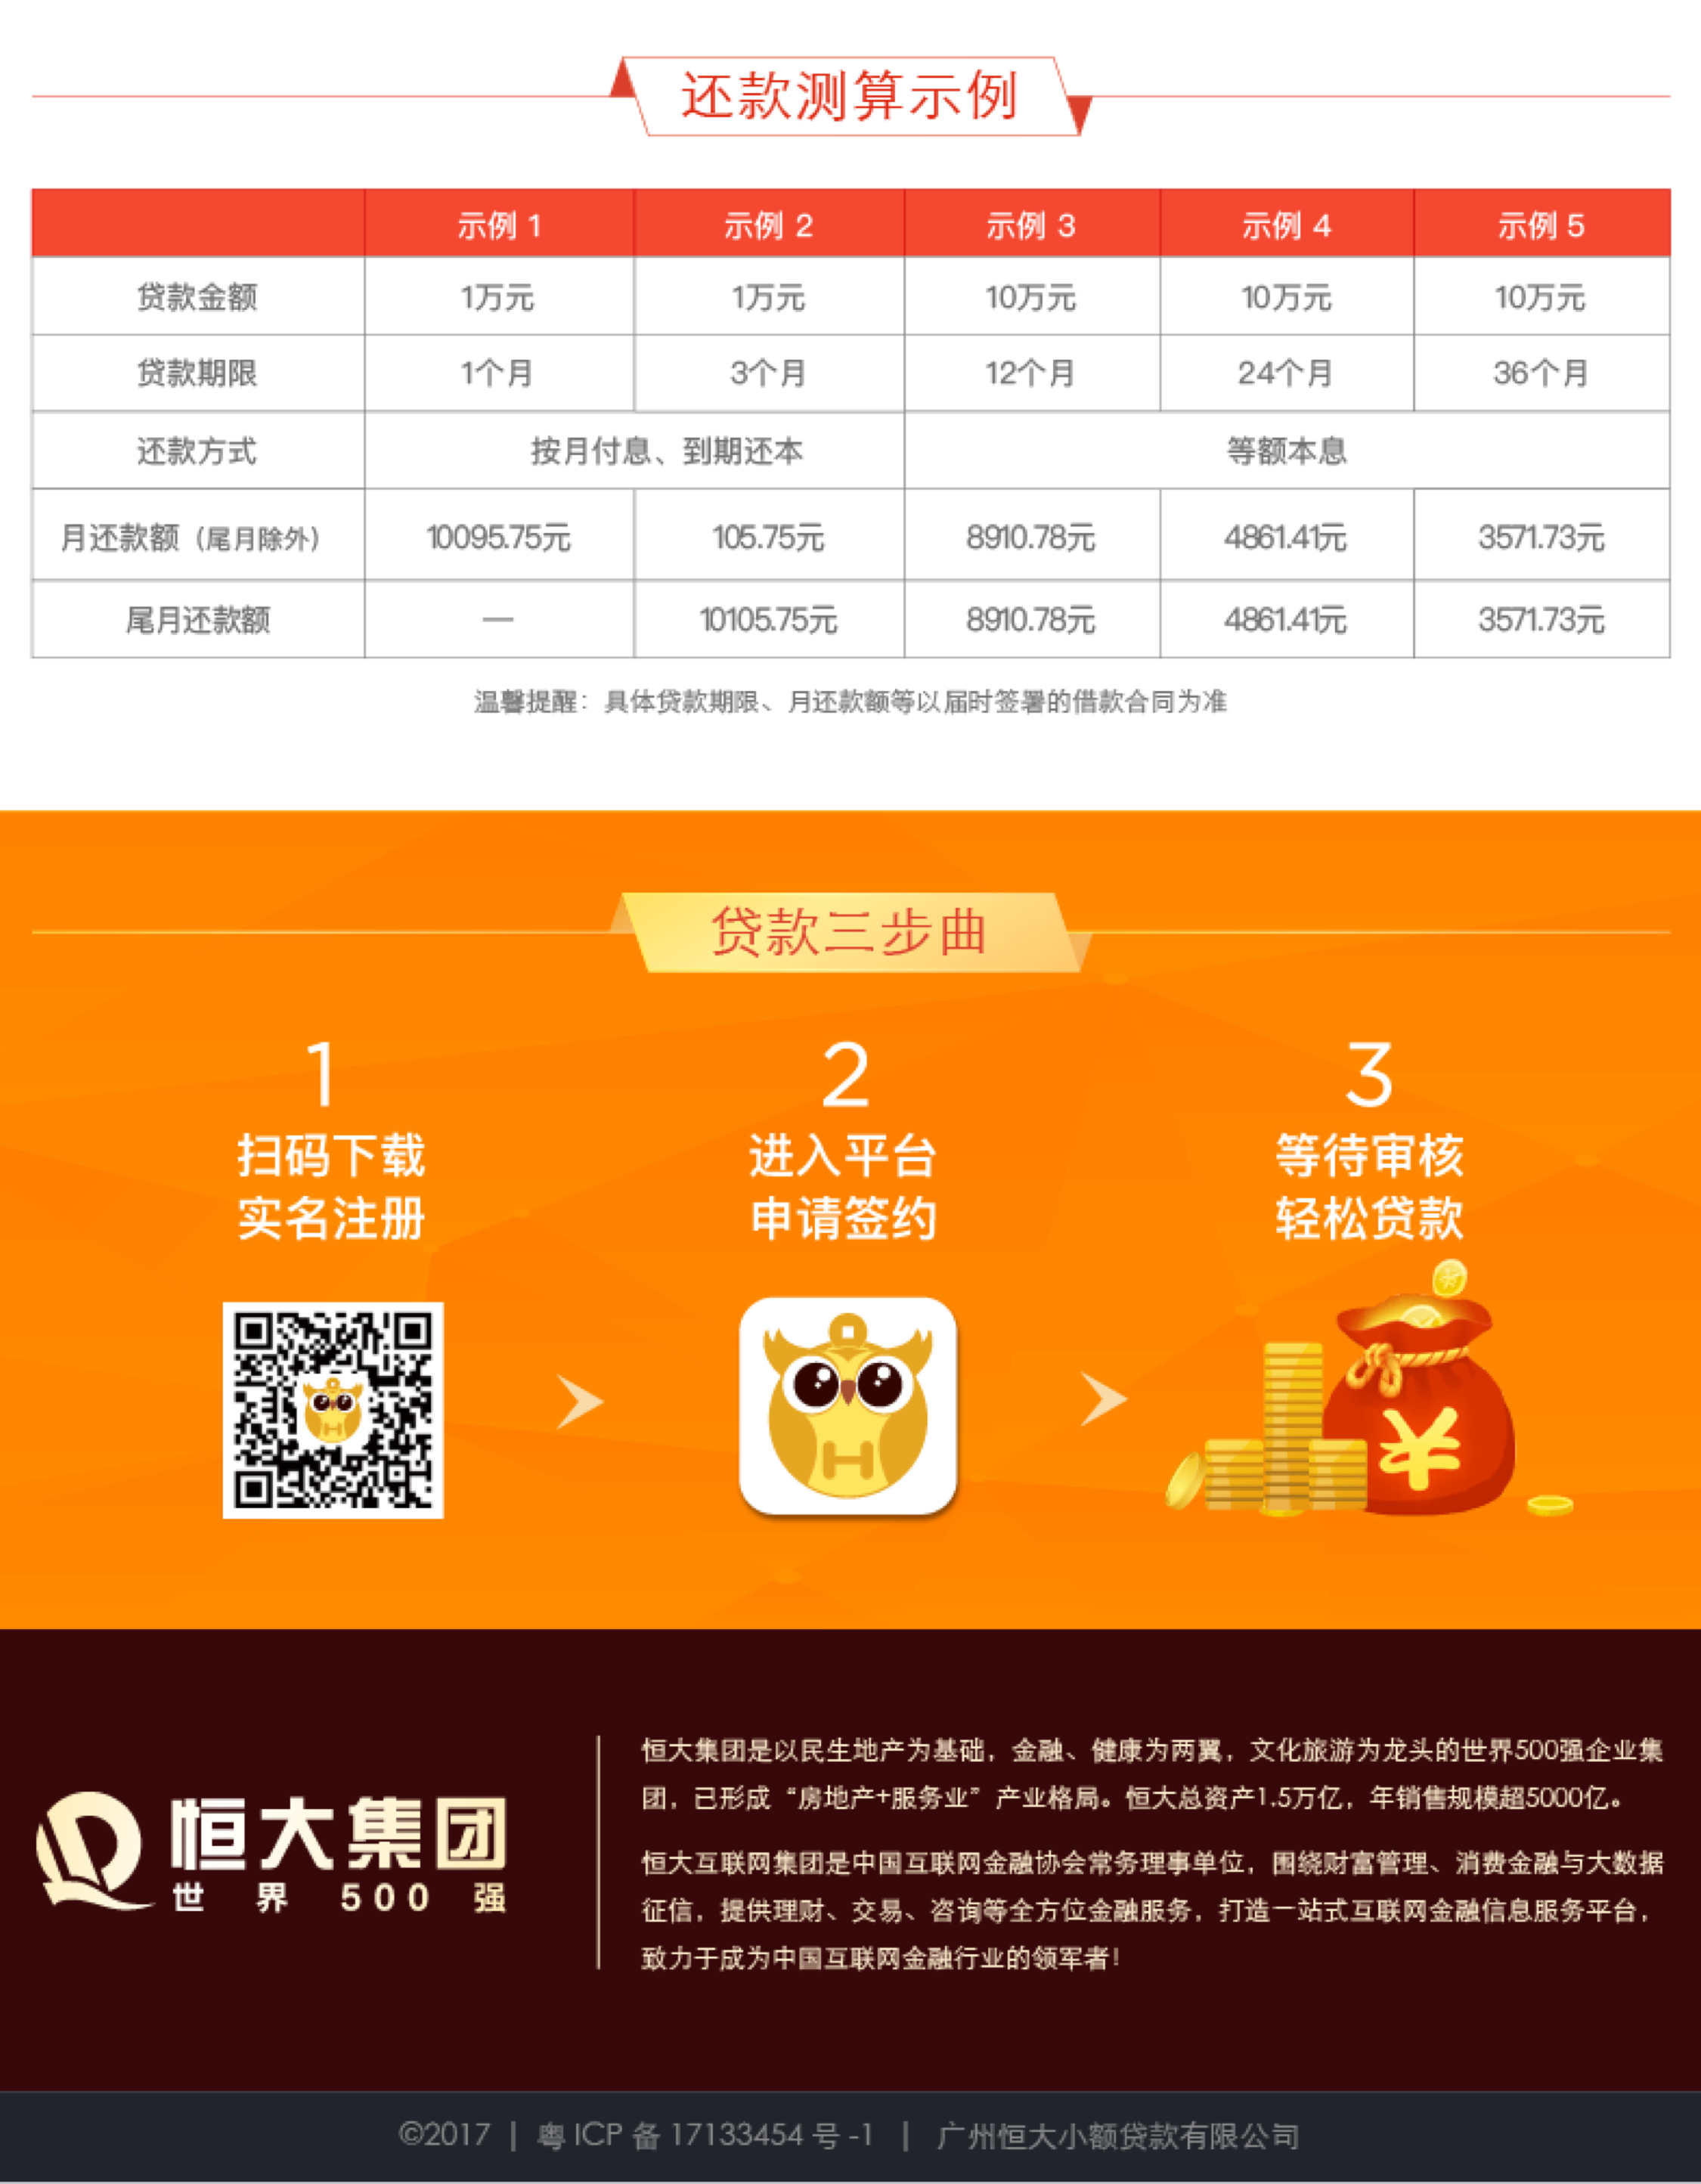 还款测算示例
示例 1 示例 2 示例 3 示例 4 示例 5
贷款金额 1万元 1万元 10万元 10万元 10万元
贷款期限 1个月 3个月 12个月 24个月 36个月
还款方式 按月付息、到期还本 等额本息
月还款额（尾月除外） 10095.75元 105.75元 8910.78元 4861.41元 3571.73元
尾月还款额 — 10105.75元 8910.78元 4861.41元 3571.73元
温馨提醒：具体贷款期限、月还款额等以届时签署的借款合同为准
贷款三步曲
1 2 3
扫码下载 进入平台 等待审核
实名注册 申请签约 轻松贷款
¥
恒大集团
世界500强
恒大集团是以民生地产为基础，金融、健康为两翼，文化旅游为龙头的世界500强企业集
团，已形成“房地产+服务业”产业格局。恒大总资产1.5万亿，年销售规模超5000亿。
恒大互联网集团是中国互联网金融协会常务理事单位，围绕财富管理、消费金融与大数据
征信，提供理财、交易、咨询等全方位金融服务，打造一站式互联网金融信息服务平台，
致力于成为中国互联网金融行业的领军者！
©2017 | 粤 ICP 备 17133454 号 -1 | 广州恒大小额贷款有限公司